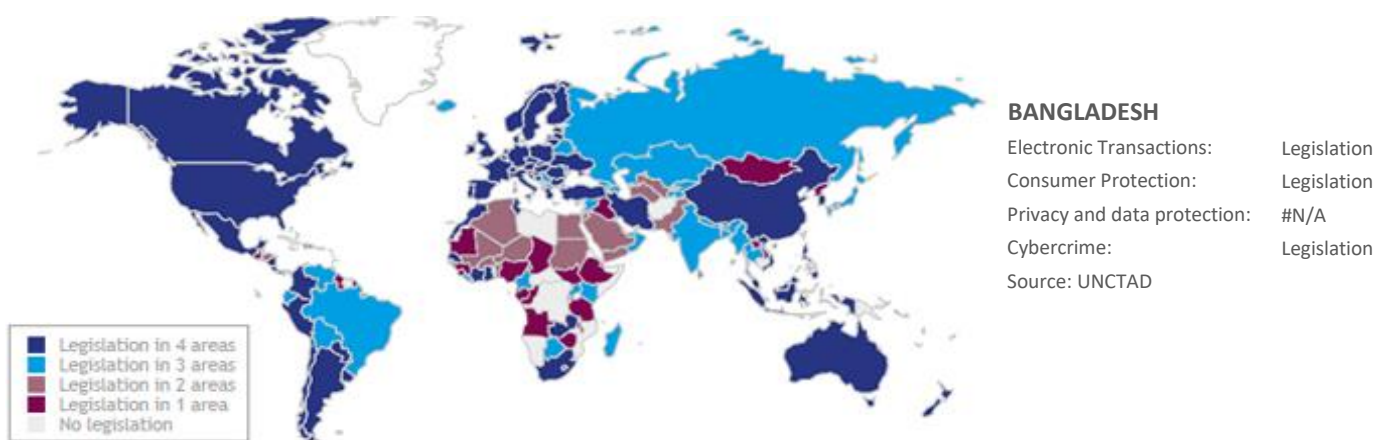 BANGLADESH
Electronic Transactions: Legislation
Consumer Protection: Legislation
Privacy and data protection: #N/A
Cybercrime: Legislation
Source: UNCTAD
Legislation in 4 areas
Legislation in 3 areas
Legislation in 2 areas
Legislation in 1 area
No legislation